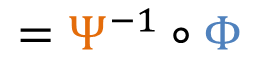 = Ψ⁻¹ ∘ Φ